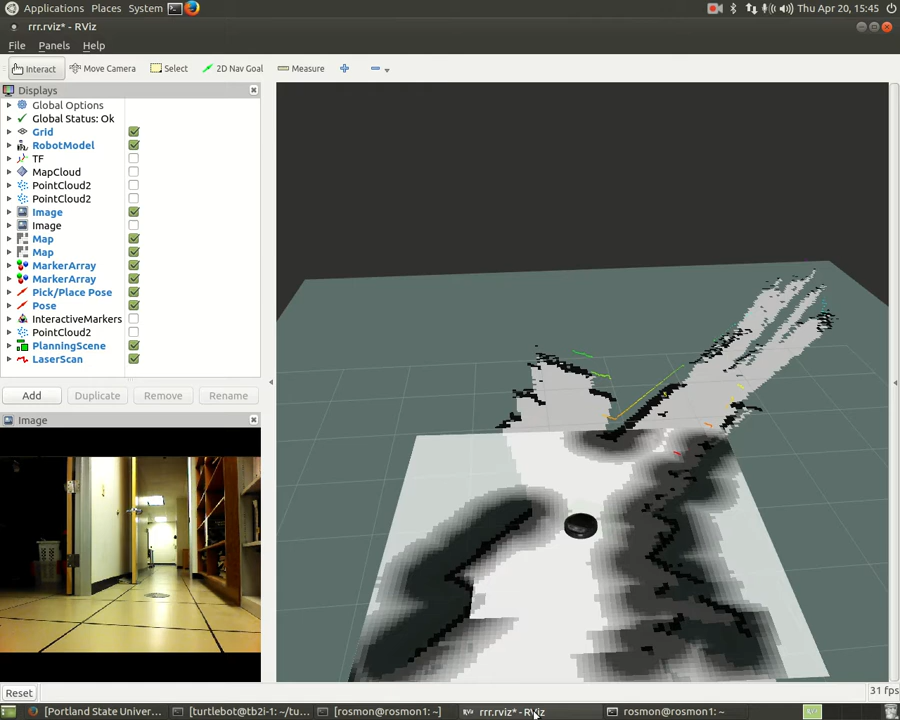 Applications Places System Thu Apr 20, 15:45
rrr.rviz* - RViz
File Panels Help
Interact Move Camera Select 2D Nav Goal Measure
Displays
Global Options
Global Status: Ok
Grid
RobotModel
TF
MapCloud
PointCloud2
PointCloud2
Image
Image
Map
Map
MarkerArray
MarkerArray
Pick/Place Pose
Pose
InteractiveMarkers
PointCloud2
PlanningScene
LaserScan
Add Duplicate Remove Rename
Image
Reset 31 fps
[Portland State Univer... [turtlebot@tb2i-1: ~/tu... [rosmon@rosmon1: ~] rrr.rviz* - RViz rosmon@rosmon1: ~